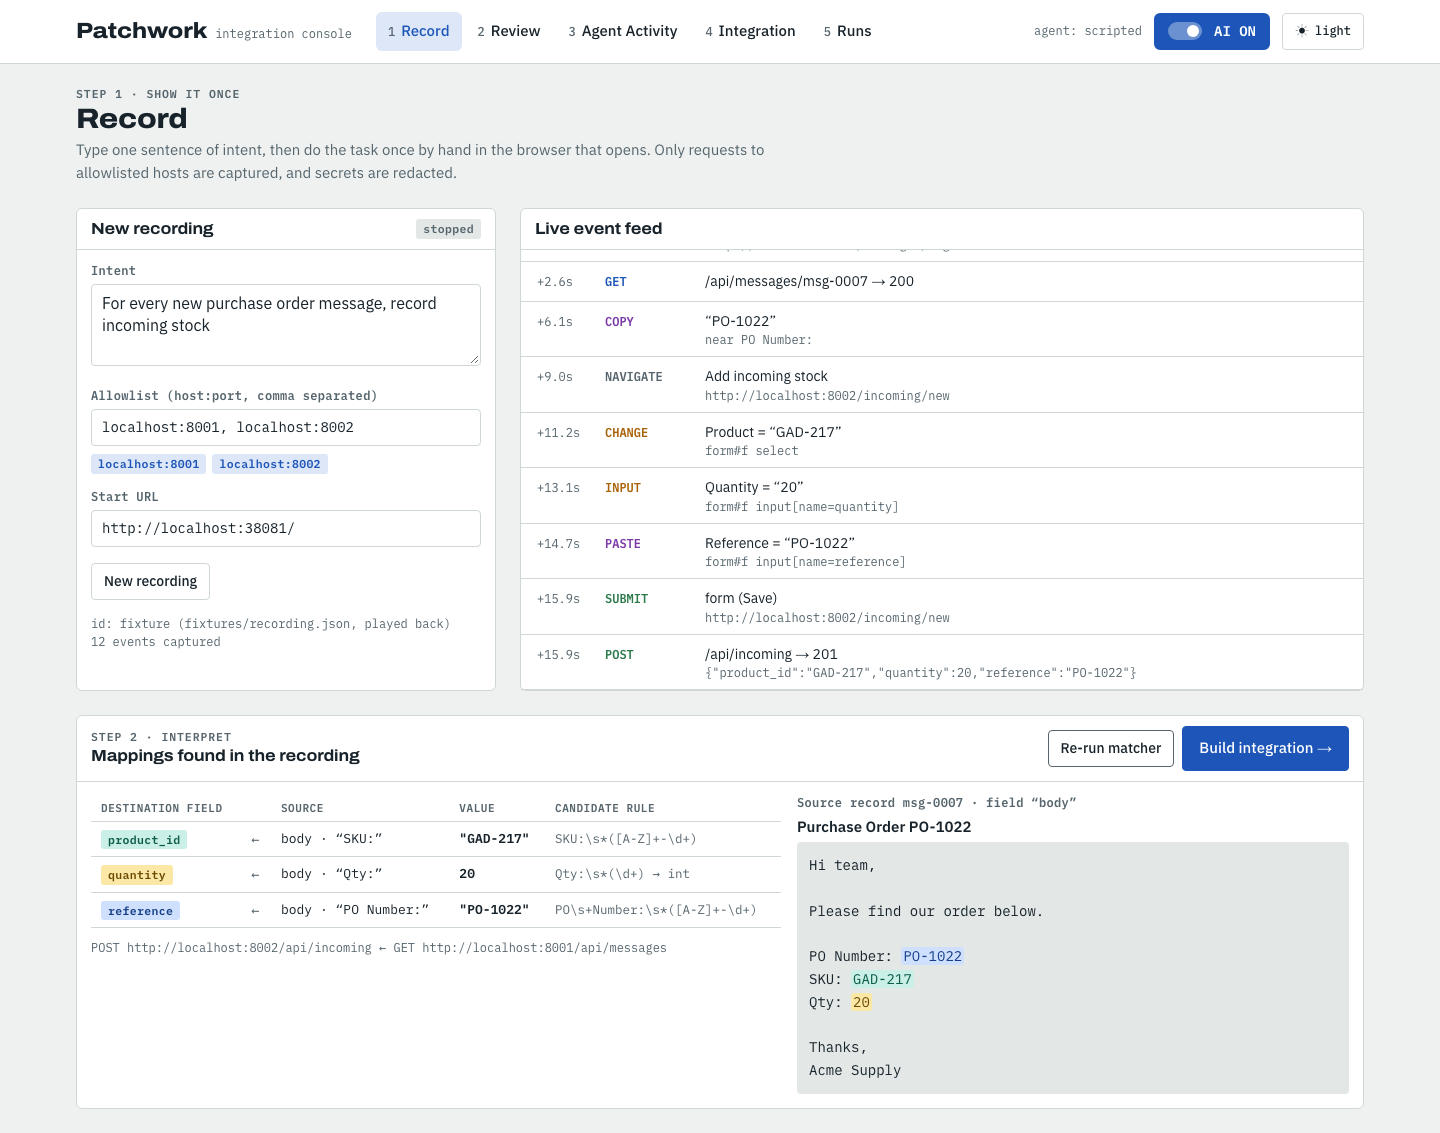 Patchwork integration console 1 Record 2 Review 3 Agent Activity 4 Integration 5 Runs agent: scripted AI ON light
STEP 1 · SHOW IT ONCE
Record
Type one sentence of intent, then do the task once by hand in the browser that opens. Only requests to
allowlisted hosts are captured, and secrets are redacted.
New recording stopped
Intent
For every new purchase order message, record
incoming stock
Allowlist (host:port, comma separated)
localhost:8001, localhost:8002
localhost:8001 localhost:8002
Start URL
http://localhost:38081/
New recording
id: fixture (fixtures/recording.json, played back)
12 events captured
Live event feed
+2.6s GET /api/messages/msg-0007 → 200
+6.1s COPY “PO-1022”
near PO Number:
+9.0s NAVIGATE Add incoming stock
http://localhost:8002/incoming/new
+11.2s CHANGE Product = “GAD-217”
form#f select
+13.1s INPUT Quantity = “20”
form#f input[name=quantity]
+14.7s PASTE Reference = “PO-1022”
form#f input[name=reference]
+15.9s SUBMIT form (Save)
http://localhost:8002/incoming/new
+15.9s POST /api/incoming → 201
{"product_id":"GAD-217","quantity":20,"reference":"PO-1022"}
STEP 2 · INTERPRET
Mappings found in the recording
Re-run matcher Build integration →
DESTINATION FIELD SOURCE VALUE CANDIDATE RULE
product_id ← body · “SKU:” "GAD-217" SKU:\s*([A-Z]+-\d+)
quantity ← body · “Qty:” 20 Qty:\s*(\d+) → int
reference ← body · “PO Number:” "PO-1022" PO\s+Number:\s*([A-Z]+-\d+)
POST http://localhost:8002/api/incoming ← GET http://localhost:8001/api/messages
Source record msg-0007 · field “body”
Purchase Order PO-1022
Hi team,
Please find our order below.
PO Number: PO-1022
SKU: GAD-217
Qty: 20
Thanks,
Acme Supply